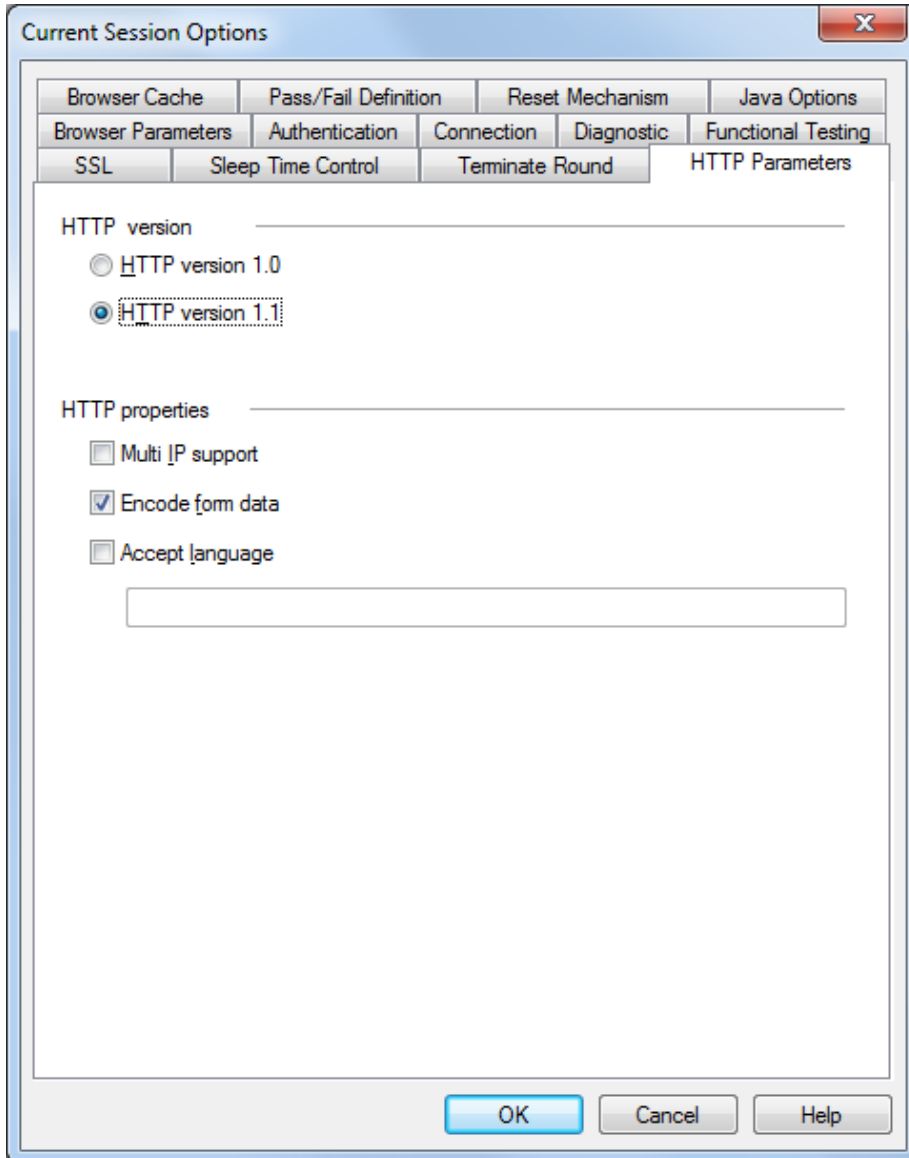 Current Session Options
Browser Cache Pass/Fail Definition Reset Mechanism Java Options
Browser Parameters Authentication Connection Diagnostic Functional Testing
SSL Sleep Time Control Terminate Round HTTP Parameters
HTTP version
HTTP version 1.0
HTTP version 1.1
HTTP properties
Multi IP support
Encode form data
Accept language
OK Cancel Help